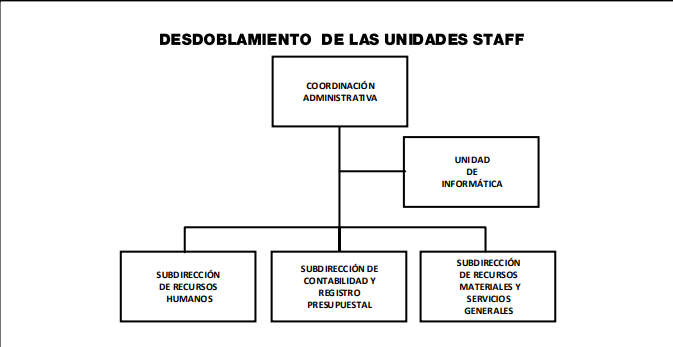 DESDOBLAMIENTO DE LAS UNIDADES STAFF
COORDINACIÓN
ADMINISTRATIVA
UNIDAD
DE
INFORMÁTICA
SUBDIRECCIÓN
DE RECURSOS
HUMANOS
SUBDIRECCIÓN DE
CONTABILIDAD Y
REGISTRO
PRESUPUESTAL
SUBDIRECCIÓN
DE RECURSOS
MATERIALES Y
SERVICIOS
GENERALES